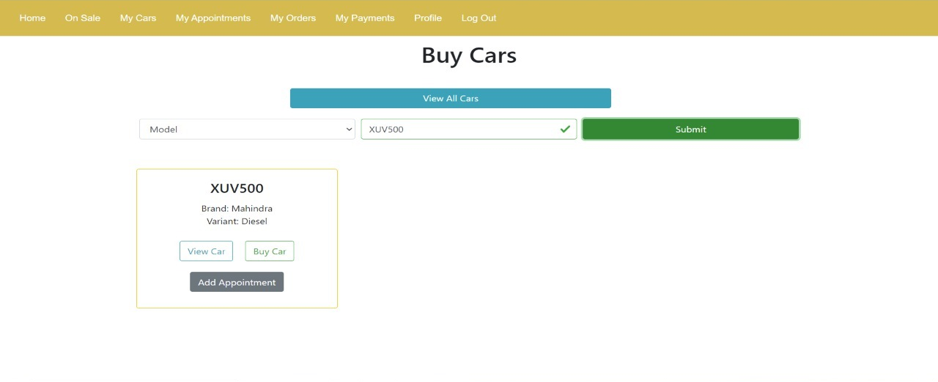 Home On Sale My Cars My Appointments My Orders My Payments Profile Log Out
Buy Cars
View All Cars
Model XUV500 Submit
XUV500
Brand: Mahindra
Variant: Diesel
View Car Buy Car
Add Appointment